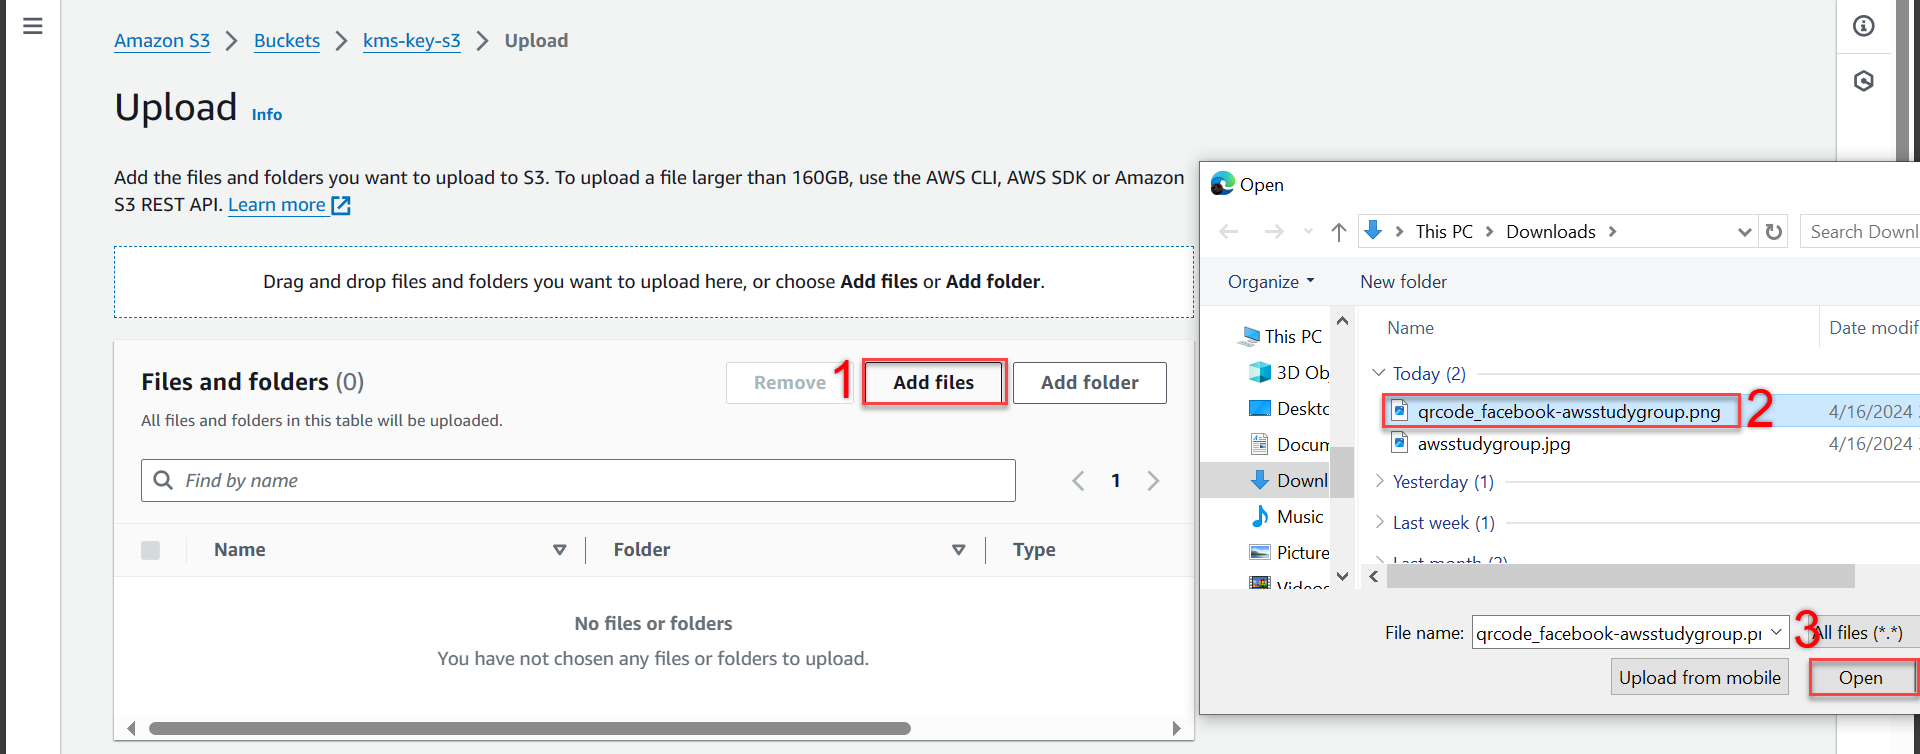 Amazon S3 > Buckets > kms-key-s3 > Upload
Upload Info
Add the files and folders you want to upload to S3. To upload a file larger than 160GB, use the AWS CLI, AWS SDK or Amazon
S3 REST API. Learn more
Drag and drop files and folders you want to upload here, or choose Add files or Add folder.
Files and folders (0)
All files and folders in this table will be uploaded.
Remove 1 Add files Add folder
Find by name
1
Name Folder Type
No files or folders
You have not chosen any files or folders to upload.
Open
This PC > Downloads >
Search Downl
Organize New folder
This PC
3D Ob
Deskto
Docum
Downl
Music
Picture
Videos
Name Date modif
Today (2)
qrcode_facebook-awsstudygroup.png 2 4/16/2024
awsstudygroup.jpg 4/16/2024
Yesterday (1)
Last week (1)
Last month (2)
File name: qrcode_facebook-awsstudygroup.pı 3 All files (*.*)
Upload from mobile Open